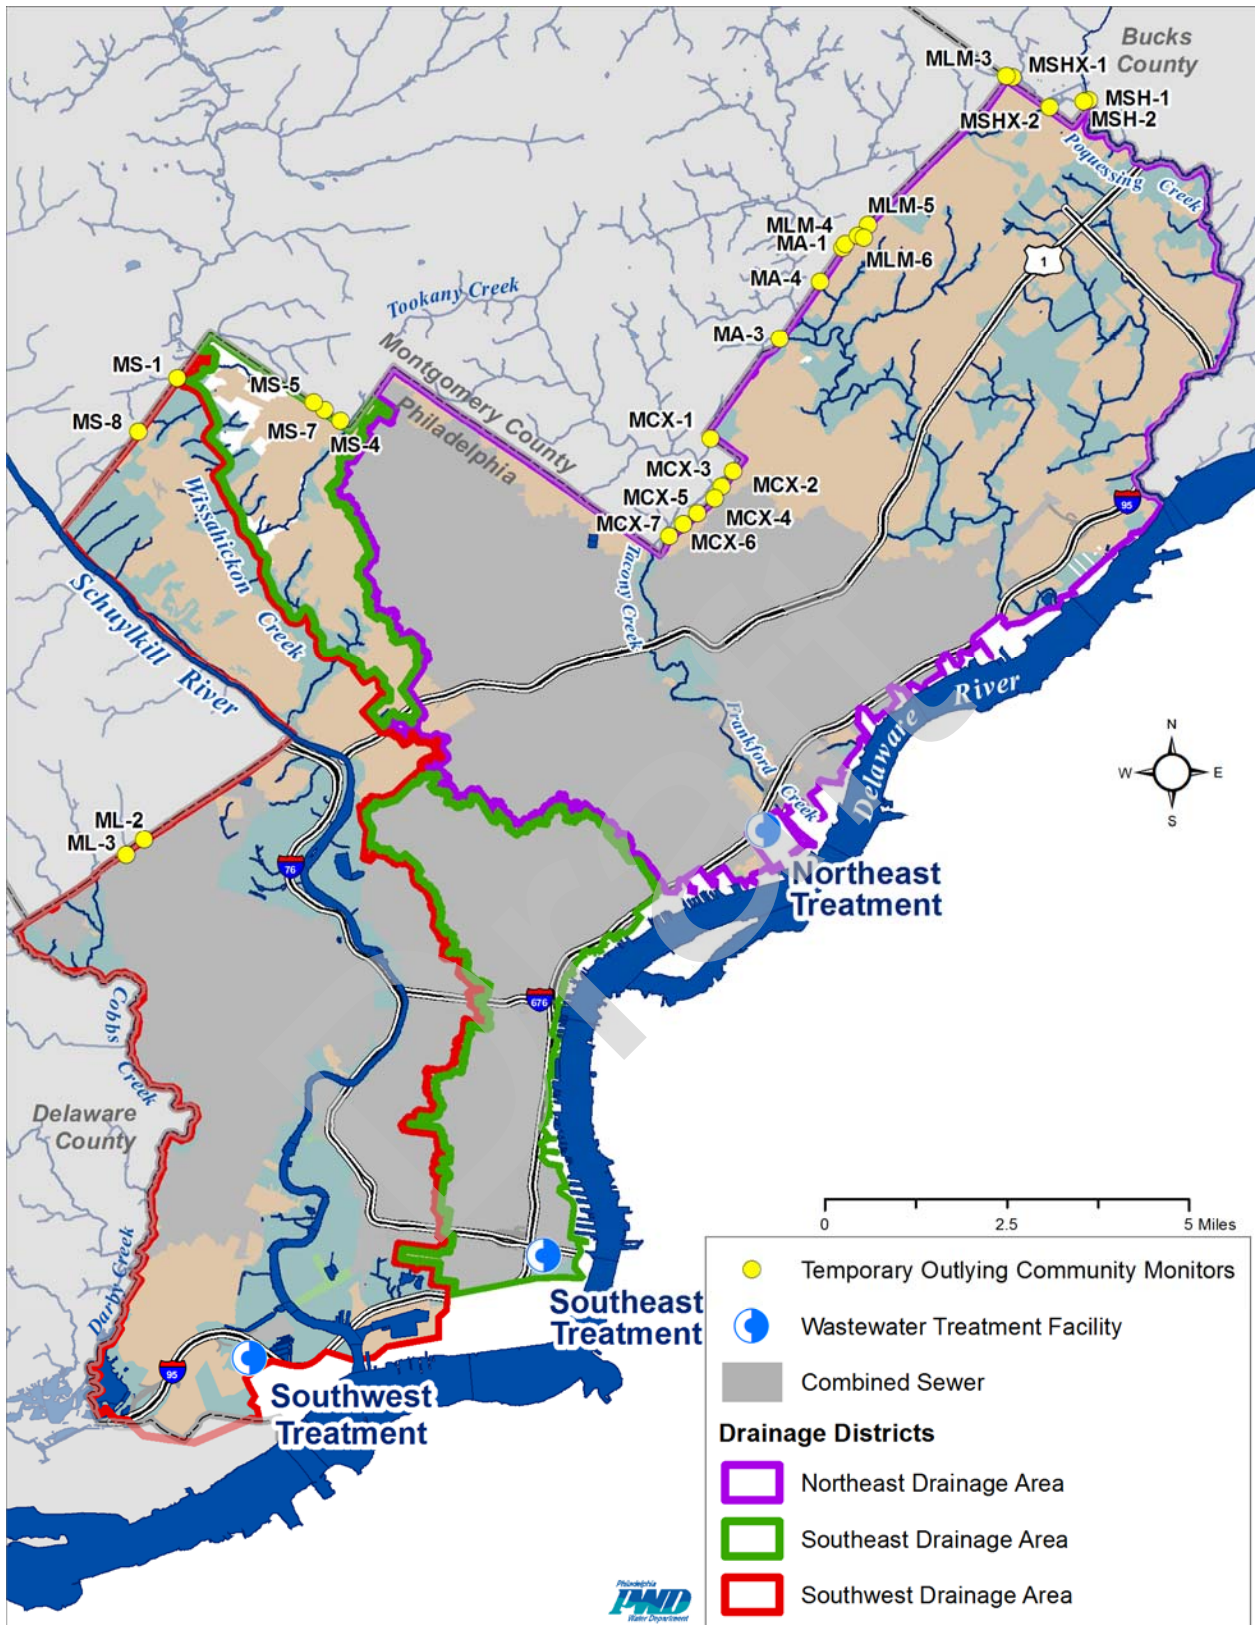 Bucks
County
MLM-3
MSHX-1
MSH-1
MSH-2
MSHX-2
Poquessing Creek
MLM-5
MLM-4
MA-1
MLM-6
MA-4
1
Tookany Creek
MA-3
MS-1
MS-5
Montgomery County
Philadelphia
MS-8
MS-7
MS-4
MCX-1
MCX-3
MCX-2
MCX-5
MCX-4
MCX-7
MCX-6
95
Wissahickon Creek
Tacony Creek
Schuylkill River
Frankford Creek
Delaware River
N
W E
S
ML-2
ML-3
76
Northeast
Treatment
676
Cobbs Creek
Delaware
County
Draft
0 2.5 5 Miles
Darby Creek
Southeast
Treatment
95
Southwest
Treatment
Temporary Outlying Community Monitors
Wastewater Treatment Facility
Combined Sewer
Drainage Districts
Northeast Drainage Area
Southeast Drainage Area
Southwest Drainage Area
Philadelphia
PWD
Water Department